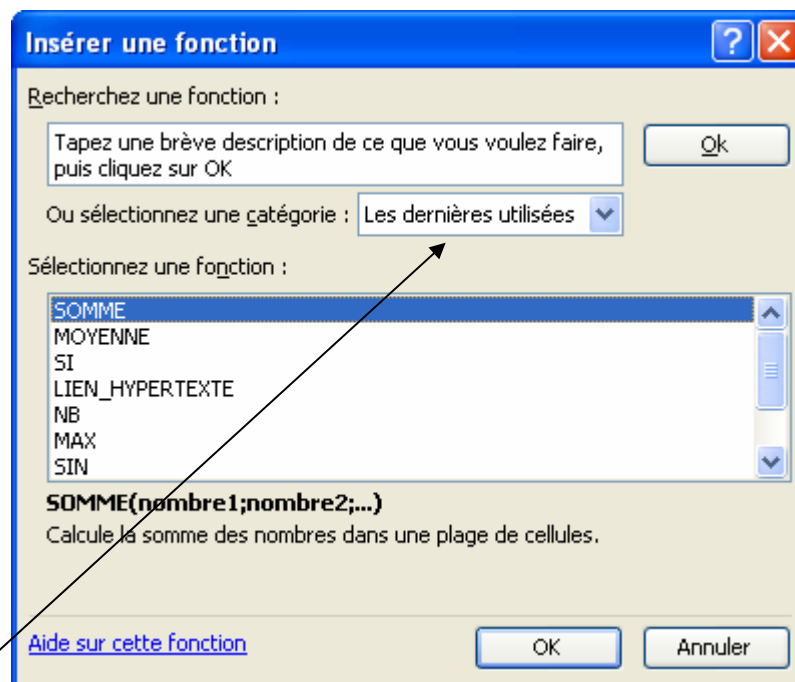 Insérer une fonction
?
Recherchez une fonction :
Tapez une brève description de ce que vous voulez faire,
puis cliquez sur OK
Ok
Ou sélectionnez une catégorie : Les dernières utilisées
Sélectionnez une fonction :
SOMME
MOYENNE
SI
LIEN_HYPERTEXTE
NB
MAX
SIN
SOMME(nombre1;nombre2;...)
Calcule la somme des nombres dans une plage de cellules.
Aide sur cette fonction
OK
Annuler